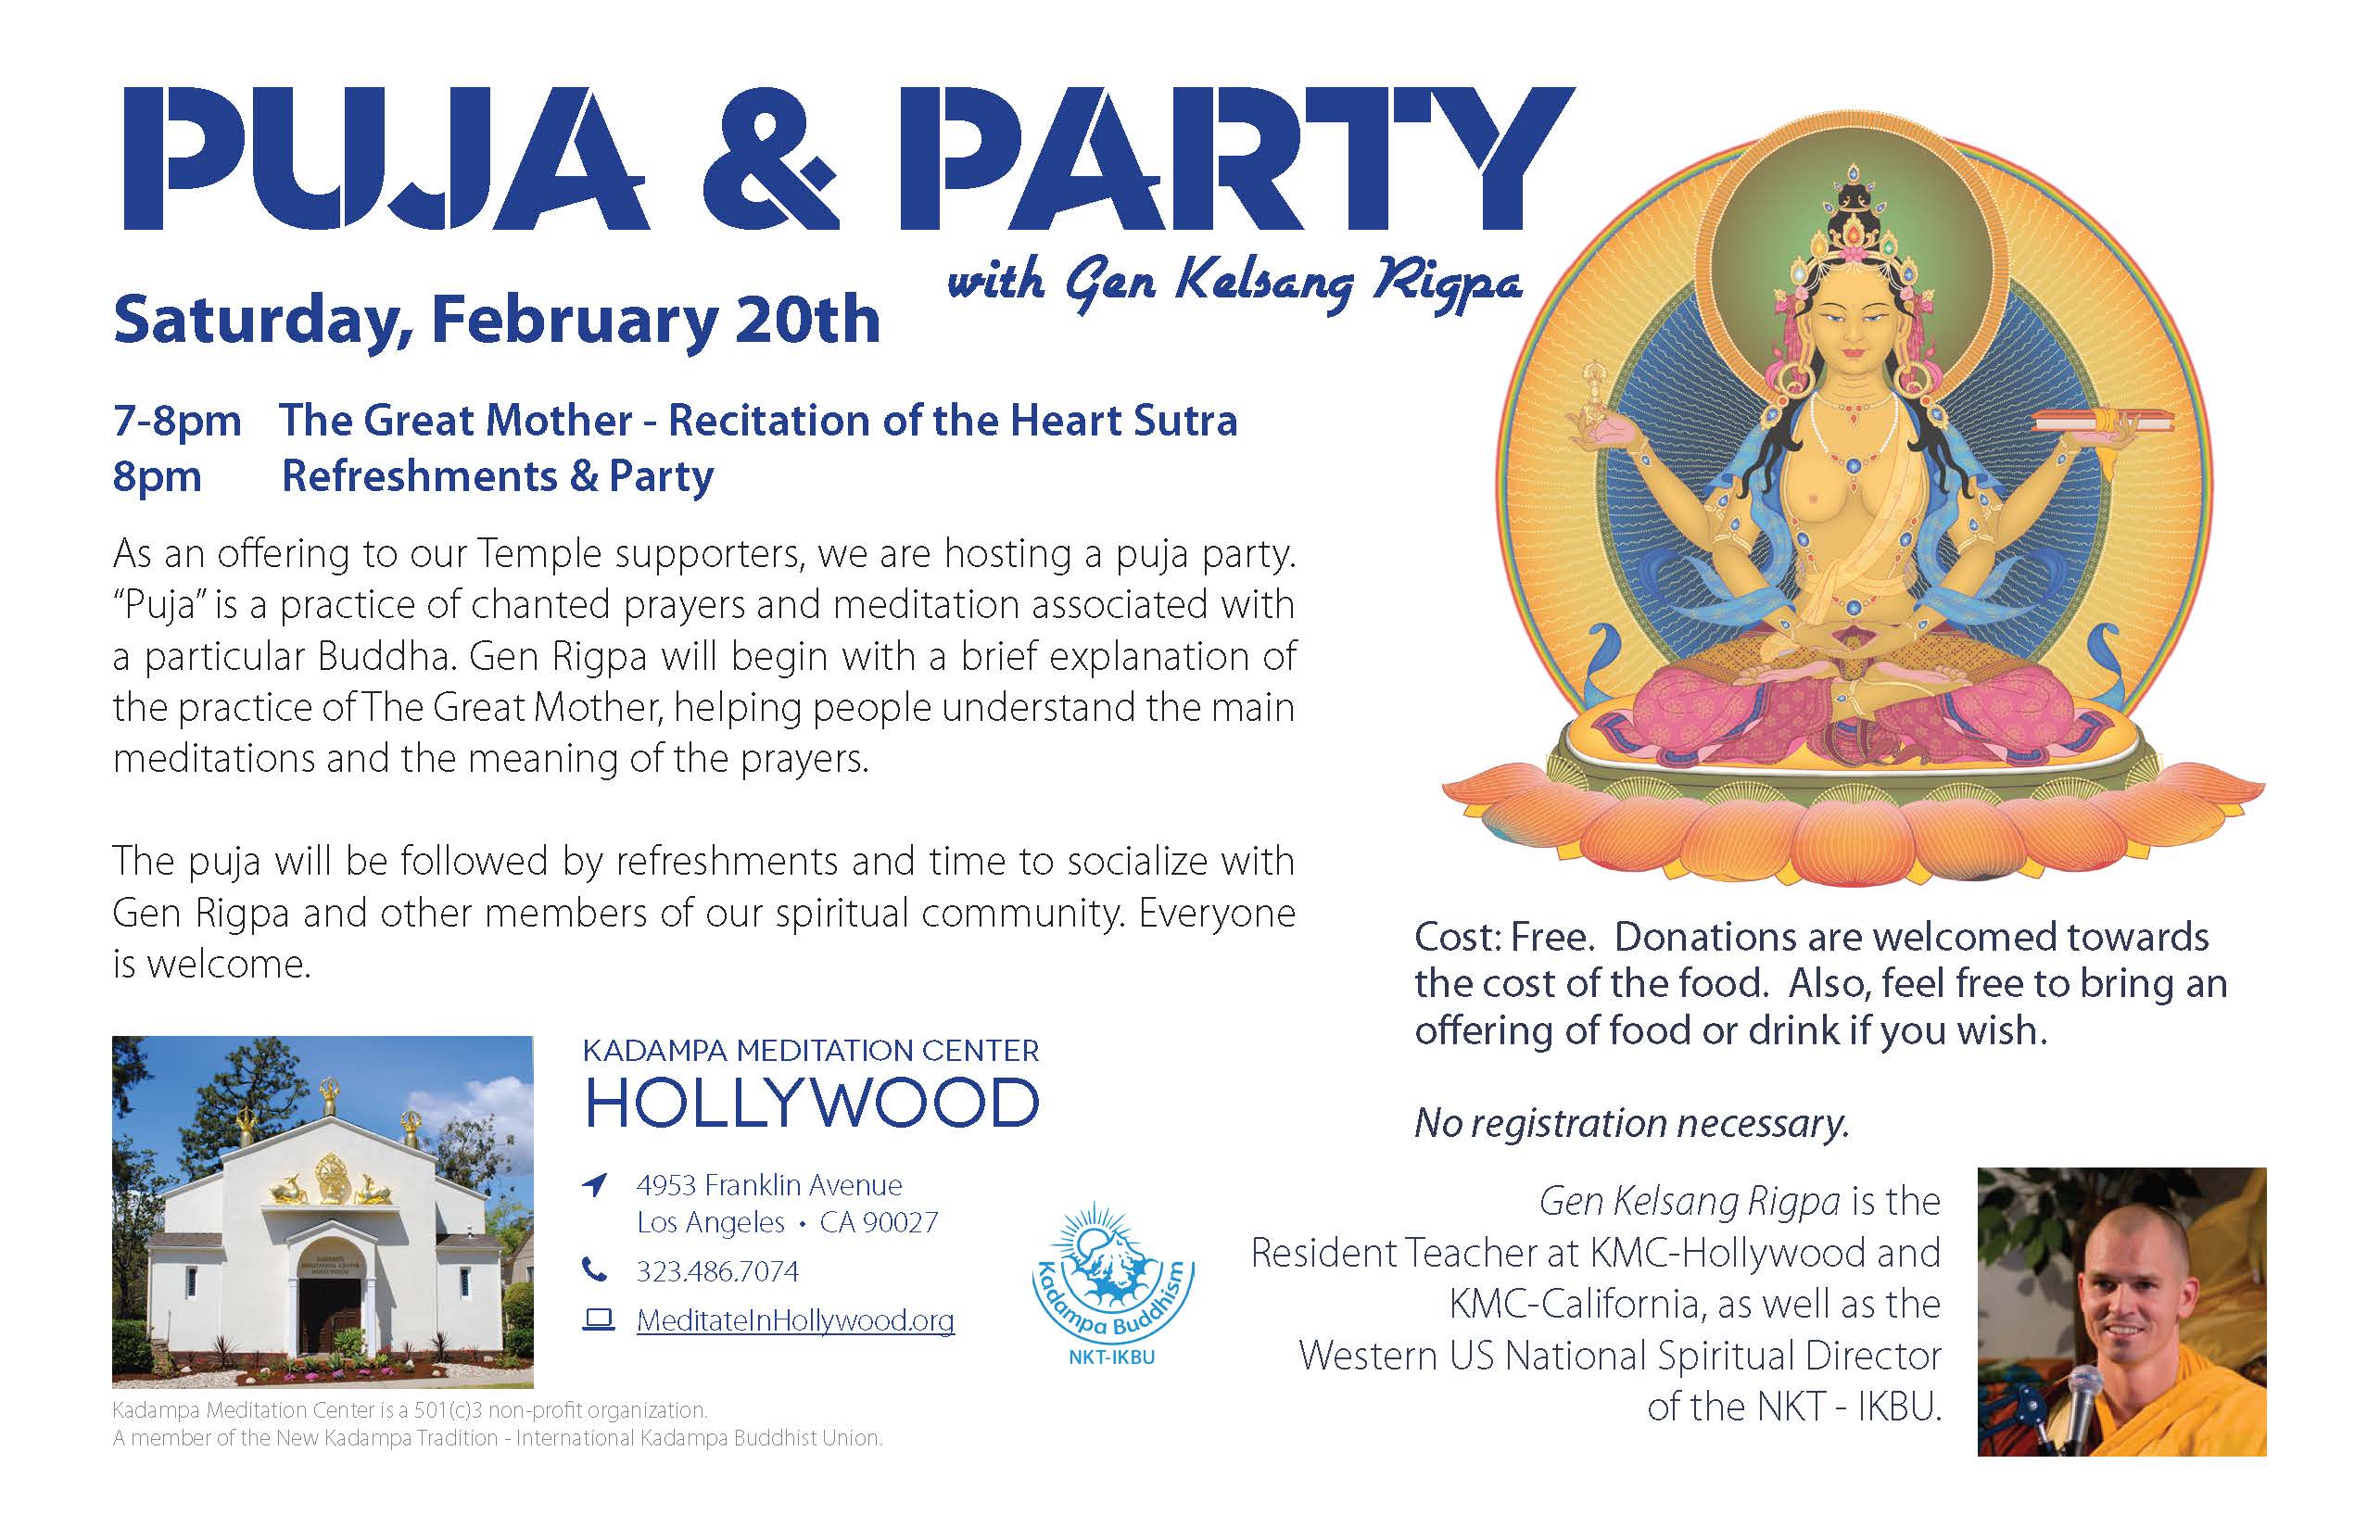 PUJA & PARTY
with Gen Kelsang Rigpa
Saturday, February 20th
7-8pm The Great Mother - Recitation of the Heart Sutra
8pm Refreshments & Party
As an offering to our Temple supporters, we are hosting a puja party.
“Puja” is a practice of chanted prayers and meditation associated with
a particular Buddha. Gen Rigpa will begin with a brief explanation of
the practice of The Great Mother, helping people understand the main
meditations and the meaning of the prayers.
The puja will be followed by refreshments and time to socialize with
Gen Rigpa and other members of our spiritual community. Everyone
is welcome.
Cost: Free. Donations are welcomed towards
the cost of the food. Also, feel free to bring an
offering of food or drink if you wish.
No registration necessary.
KADAMPA
MEDITATION CENTER
HOLLYWOOD
KADAMPA MEDITATION CENTER
HOLLYWOOD
4953 Franklin Avenue
Los Angeles • CA 90027
323.486.7074
MeditateInHollywood.org
Kadampa Buddhism
NKT-IKBU
Gen Kelsang Rigpa is the
Resident Teacher at KMC-Hollywood and
KMC-California, as well as the
Western US National Spiritual Director
of the NKT - IKBU.
Kadampa Meditation Center is a 501(c)3 non-profit organization.
A member of the New Kadampa Tradition - International Kadampa Buddhist Union.